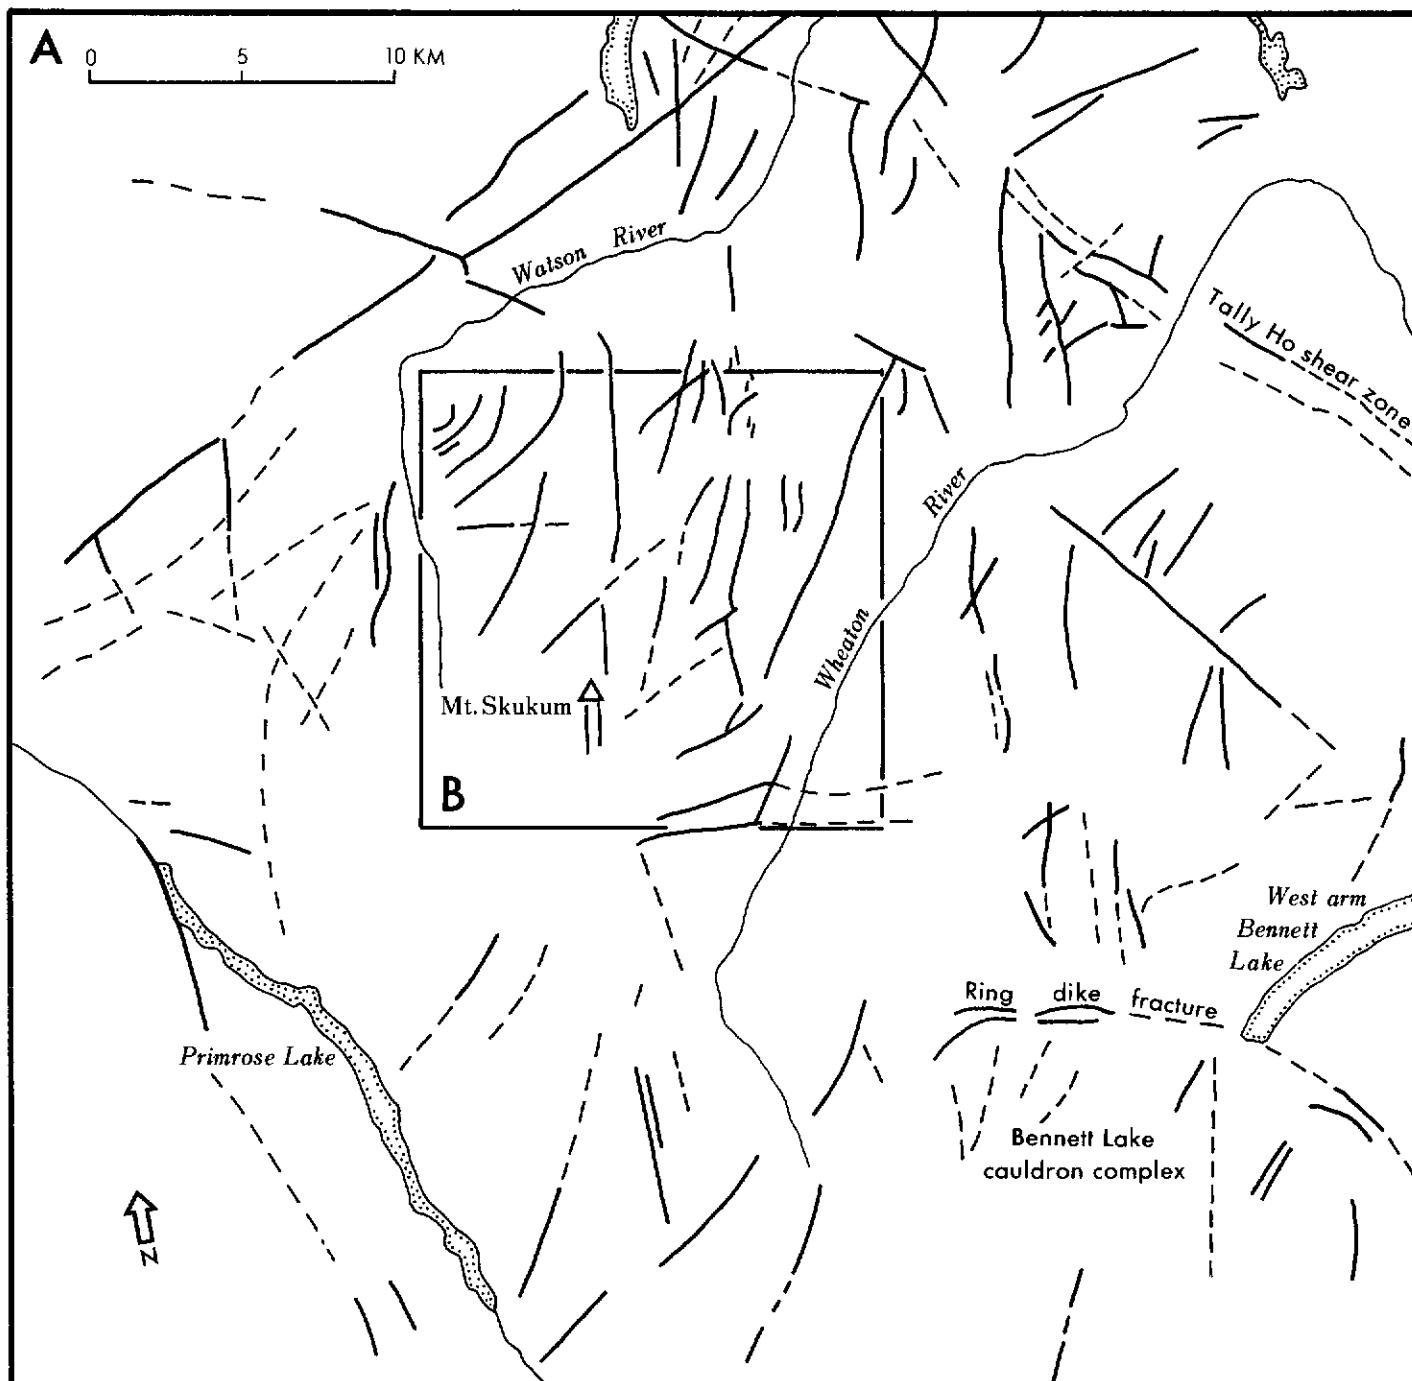 A
0 5 10 KM
Watson River
Tally Ho shear zone
River
Wheaton
Mt. Skukum
B
West arm
Bennett
Lake
Ring dike fracture
Primrose Lake
Bennett Lake
cauldron complex
N